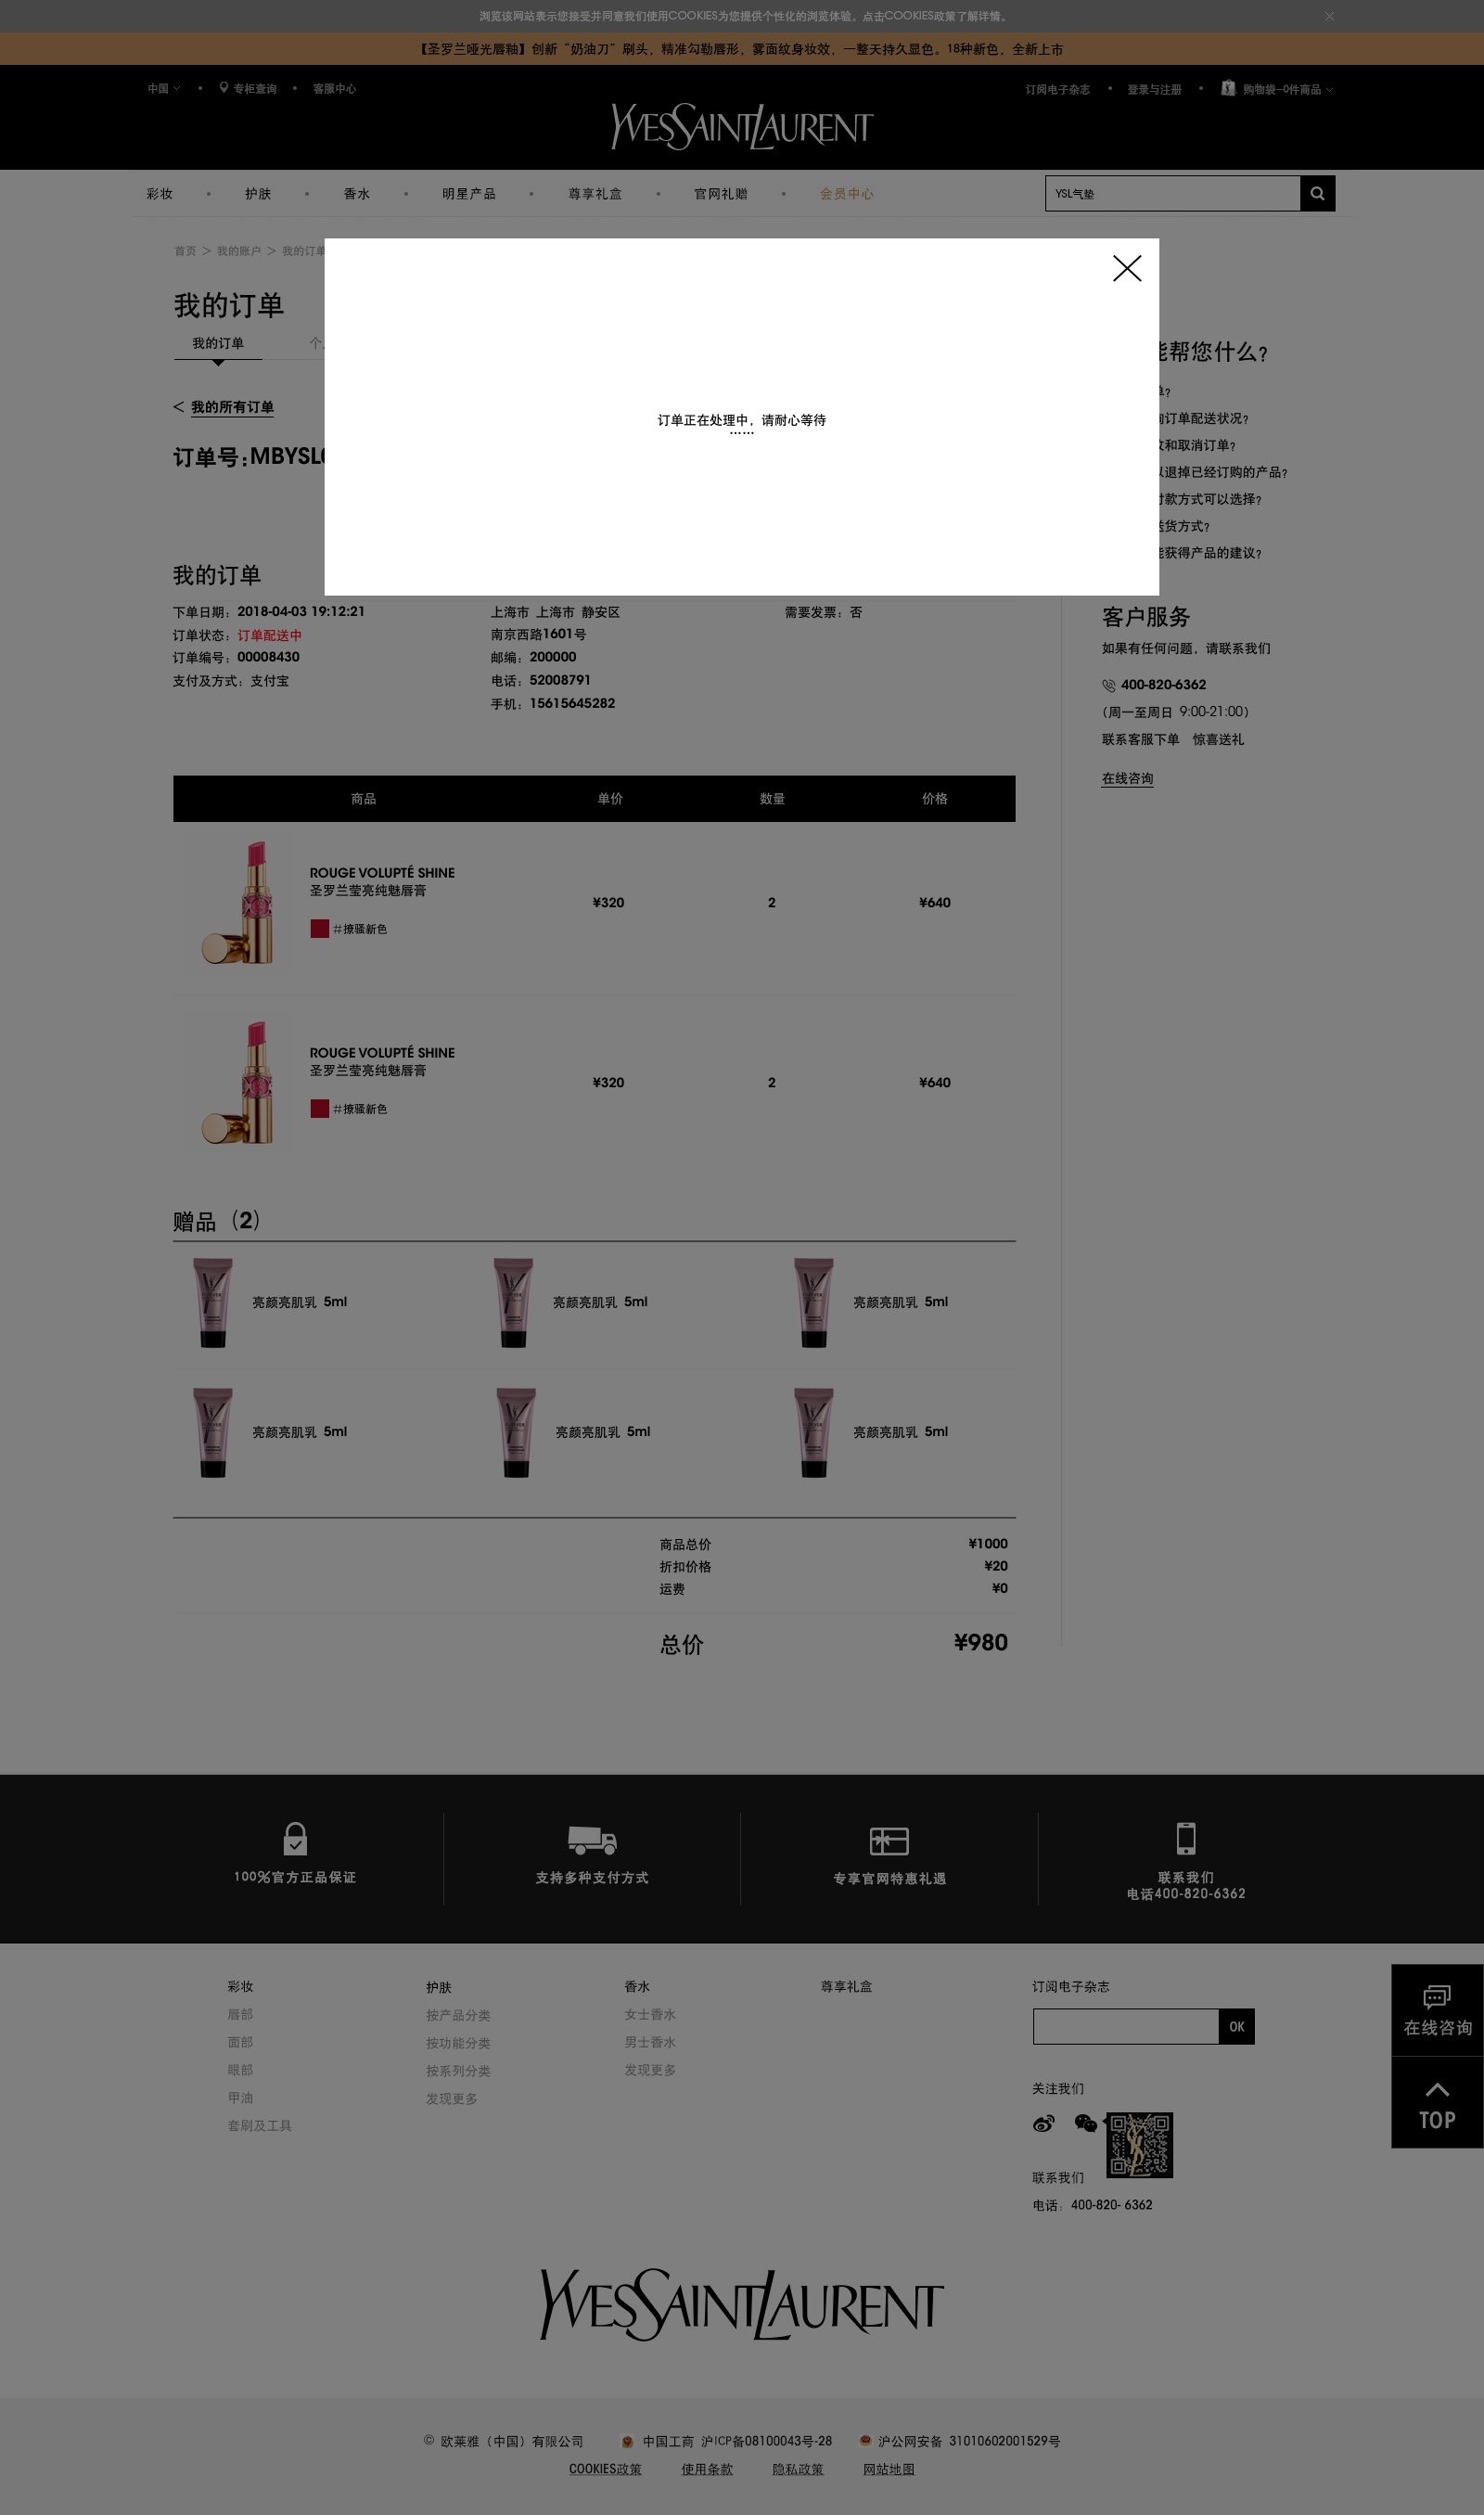 浏览该网站表示您接受并同意我们使用COOKIES为您提供个性化的浏览体验。点击COOKIES政策了解详情。
【圣罗兰哑光唇釉】创新“奶油刀”刷头，精准勾勒唇形，雾面纹身妆效，一整天持久显色。18种新色，全新上市
中国 专柜查询 客服中心 订阅电子杂志 登录与注册 购物袋—0件商品
YVESSAINTLAURENT
彩妆 护肤 香水 明星产品 尊享礼盒 官网礼赠 会员中心 YSL气垫
首页 > 我的账户 > 我的订单
我的订单
我的订单 个
能帮您什么?
< 我的所有订单
订单号:MBYSL
订单正在处理中，请耐心等待
......
单?
询订单配送状况?
改和取消订单?
以退掉已经订购的产品?
付款方式可以选择?
送货方式?
能获得产品的建议?
我的订单
下单日期：2018-04-03 19:12:21
订单状态：订单配送中
订单编号：00008430
支付及方式：支付宝
上海市 上海市 静安区
南京西路1601号
邮编：200000
电话：52008791
手机：15615645282
需要发票：否
客户服务
如果有任何问题，请联系我们
400-820-6362
(周一至周日 9:00-21:00)
联系客服下单 惊喜送礼
在线咨询
商品 单价 数量 价格
ROUGE VOLUPTÉ SHINE
圣罗兰莹亮纯魅唇膏
#撩骚新色
¥320 2 ¥640
ROUGE VOLUPTÉ SHINE
圣罗兰莹亮纯魅唇膏
#撩骚新色
¥320 2 ¥640
赠品（2）
亮颜亮肌乳 5ml 亮颜亮肌乳 5ml 亮颜亮肌乳 5ml
亮颜亮肌乳 5ml 亮颜亮肌乳 5ml 亮颜亮肌乳 5ml
商品总价 ¥1000
折扣价格 ¥20
运费 ¥0
总价 ¥980
100%官方正品保证
支持多种支付方式
专享官网特惠礼遇
联系我们
电话400-820-6362
彩妆
唇部
面部
眼部
甲油
套刷及工具
护肤
按产品分类
按功能分类
按系列分类
发现更多
香水
女士香水
男士香水
发现更多
尊享礼盒
订阅电子杂志
OK
关注我们
联系我们
电话：400-820- 6362
在线咨询
TOP
YVESSAINTLAURENT
© 欧莱雅（中国）有限公司 中国工商 沪ICP备08100043号-28 沪公网安备 31010602001529号
COOKIES政策 使用条款 隐私政策 网站地图